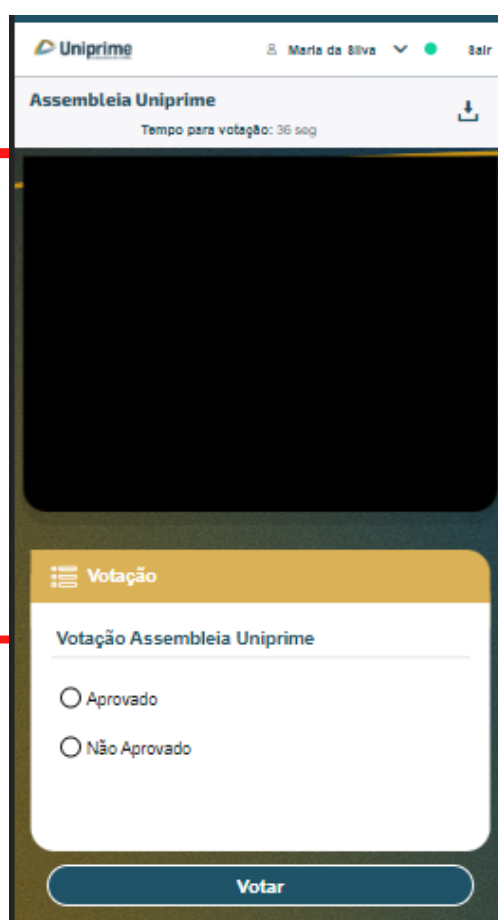 Uniprime
Maria da Silva
Sair
Assembleia Uniprime
Tempo para votação: 36 seg
Votação
Votação Assembleia Uniprime
Aprovado
Não Aprovado
Votar